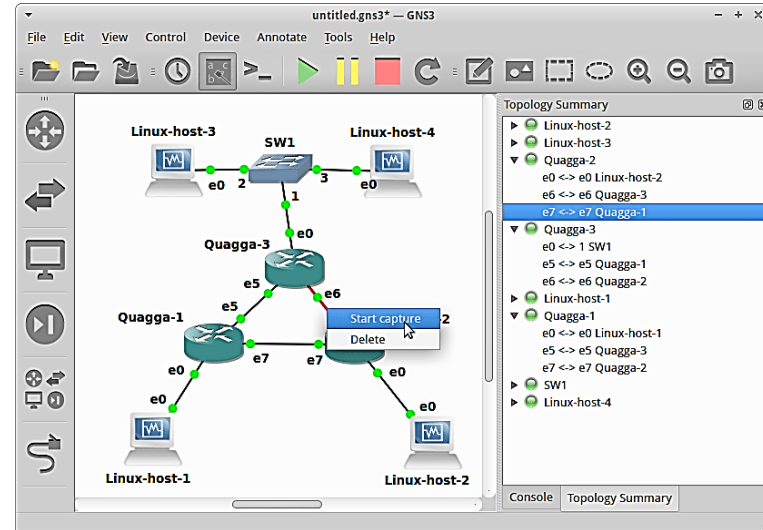 untitled.gns3* — GNS3
File Edit View Control Device Annotate Tools Help
a c
b
>_
Linux-host-3
SW1
Linux-host-4
e0
2
3
e0
1
e0
Quagga-3
e5
e6
e5
Quagga-1
Start capture
2
Delete
e7
e7
e0
e0
e0
e0
Linux-host-1
Linux-host-2
Topology Summary
Linux-host-2
Linux-host-3
Quagga-2
e0 <-> e0 Linux-host-2
e6 <-> e6 Quagga-3
e7 <-> e7 Quagga-1
Quagga-3
e0 <-> 1 SW1
e5 <-> e5 Quagga-1
e6 <-> e6 Quagga-2
Linux-host-1
Quagga-1
e0 <-> e0 Linux-host-1
e5 <-> e5 Quagga-3
e7 <-> e7 Quagga-2
SW1
Linux-host-4
Console
Topology Summary